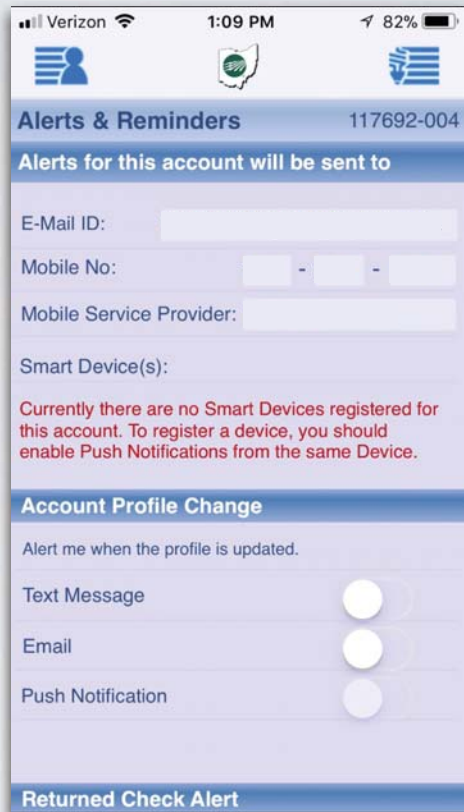 Verizon 1:09 PM 82%
Alerts & Reminders 117692-004
Alerts for this account will be sent to
E-Mail ID:
Mobile No: - -
Mobile Service Provider:
Smart Device(s):
Currently there are no Smart Devices registered for
this account. To register a device, you should
enable Push Notifications from the same Device.
Account Profile Change
Alert me when the profile is updated.
Text Message
Email
Push Notification
Returned Check Alert